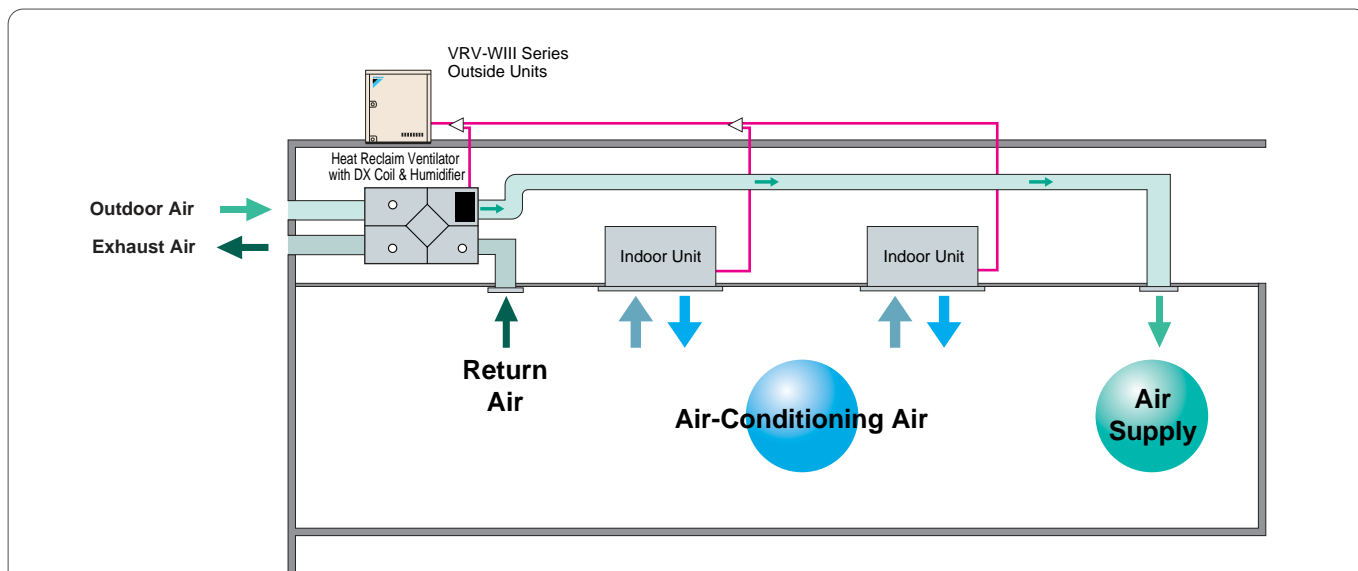 VRV-WIII Series
Outside Units
Heat Reclaim Ventilator
with DX Coil & Humidifier
Outdoor Air
Exhaust Air
Indoor Unit
Indoor Unit
Return
Air
Air-Conditioning Air
Air
Supply